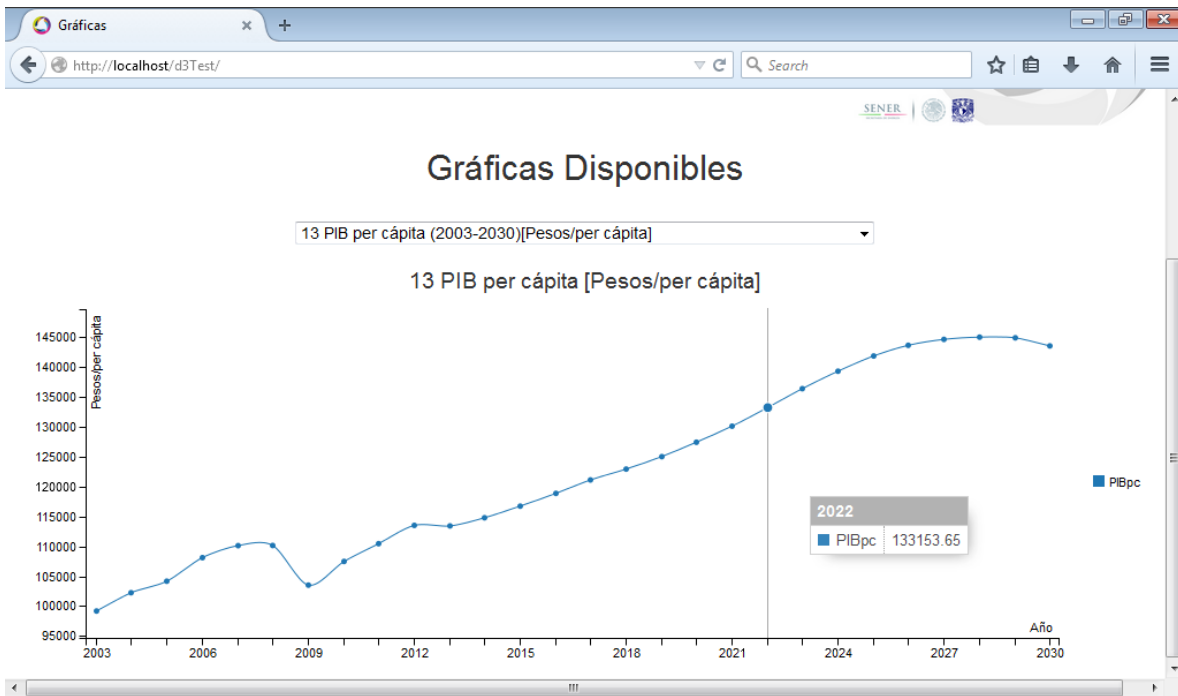 Gráficas
http://localhost/d3Test/
Search
SENER
Gráficas Disponibles
13 PIB per cápita (2003-2030)[Pesos/per cápita]
13 PIB per cápita [Pesos/per cápita]
Pesos/per cápita
145000
140000
135000
130000
125000
120000
115000
110000
105000
100000
95000
PIBpc
2022
PIBpc 133153.65
Año
2003 2006 2009 2012 2015 2018 2021 2024 2027 2030